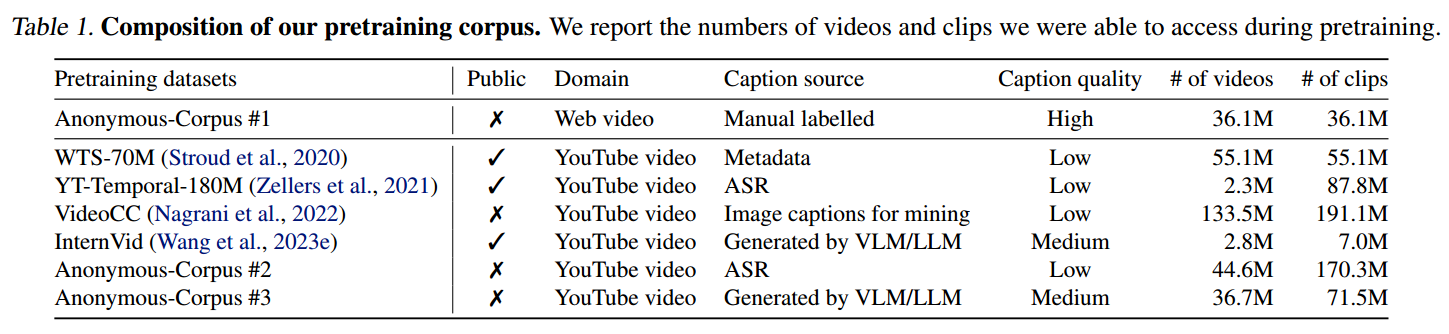 Table 1. Composition of our pretraining corpus. We report the numbers of videos and clips we were able to access during pretraining.
Pretraining datasets Public Domain Caption source Caption quality # of videos # of clips
Anonymous-Corpus #1 ✗ Web video Manual labelled High 36.1M 36.1M
WTS-70M (Stroud et al., 2020) ✓ YouTube video Metadata Low 55.1M 55.1M
YT-Temporal-180M (Zellers et al., 2021) ✓ YouTube video ASR Low 2.3M 87.8M
VideoCC (Nagrani et al., 2022) ✗ YouTube video Image captions for mining Low 133.5M 191.1M
InternVid (Wang et al., 2023e) ✓ YouTube video Generated by VLM/LLM Medium 2.8M 7.0M
Anonymous-Corpus #2 ✗ YouTube video ASR Low 44.6M 170.3M
Anonymous-Corpus #3 ✗ YouTube video Generated by VLM/LLM Medium 36.7M 71.5M